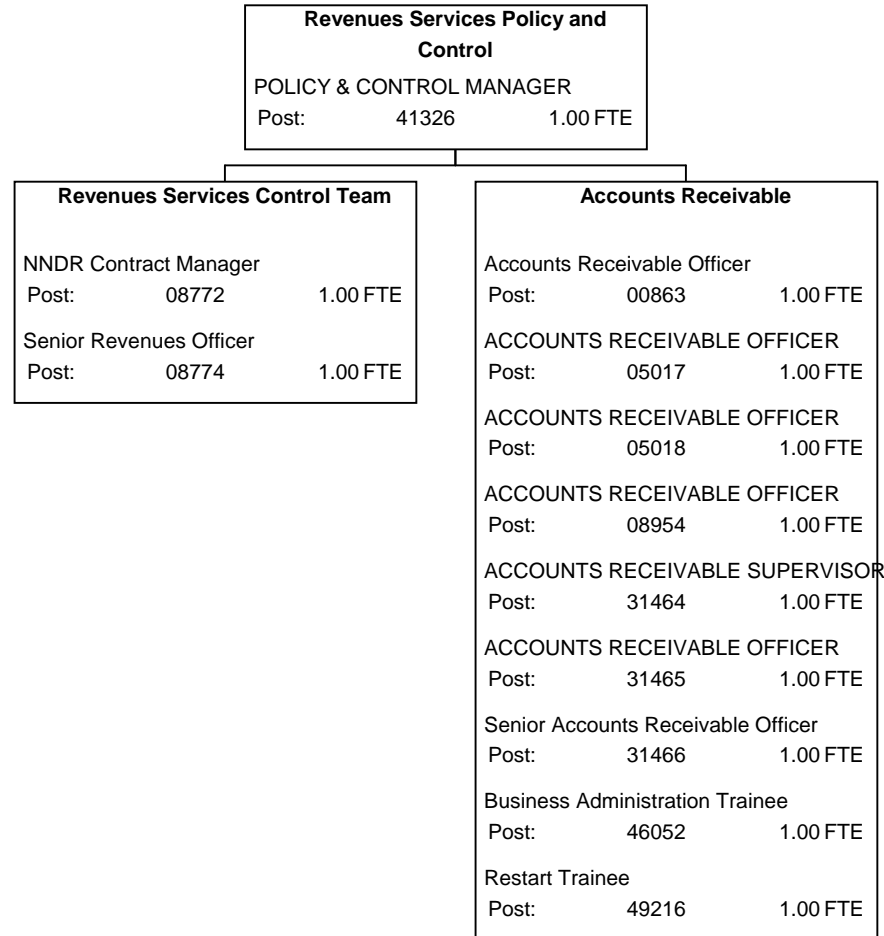 Revenues Services Policy and
Control
POLICY & CONTROL MANAGER
Post: 41326 1.00 FTE
Revenues Services Control Team
NNDR Contract Manager
Post: 08772 1.00 FTE
Senior Revenues Officer
Post: 08774 1.00 FTE
Accounts Receivable
Accounts Receivable Officer
Post: 00863 1.00 FTE
ACCOUNTS RECEIVABLE OFFICER
Post: 05017 1.00 FTE
ACCOUNTS RECEIVABLE OFFICER
Post: 05018 1.00 FTE
ACCOUNTS RECEIVABLE OFFICER
Post: 08954 1.00 FTE
ACCOUNTS RECEIVABLE SUPERVISOR
Post: 31464 1.00 FTE
ACCOUNTS RECEIVABLE OFFICER
Post: 31465 1.00 FTE
Senior Accounts Receivable Officer
Post: 31466 1.00 FTE
Business Administration Trainee
Post: 46052 1.00 FTE
Restart Trainee
Post: 49216 1.00 FTE